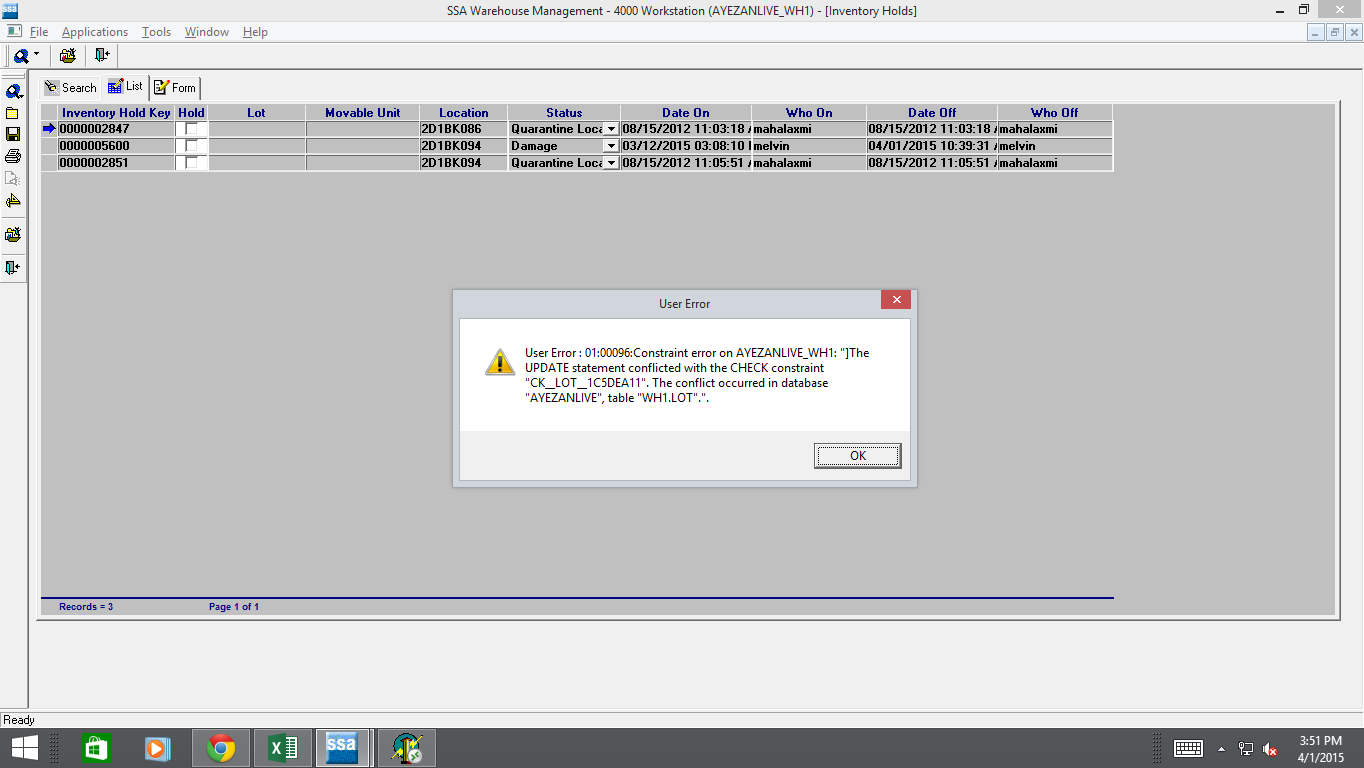 SSA Warehouse Management - 4000 Workstation (AYEZANLIVE_WH1) - [Inventory Holds]
File Applications Tools Window Help
Search List Form
Inventory Hold Key Hold Lot Movable Unit Location Status Date On Who On Date Off Who Off
0000002847 2D1BK086 Quarantine Loca 08/15/2012 11:03:18 mahalaxmi 08/15/2012 11:03:18 mahalaxmi
0000005600 2D1BK094 Damage 03/12/2015 03:08:10 melvin 04/01/2015 10:39:31 melvin
0000002851 2D1BK094 Quarantine Loca 08/15/2012 11:05:51 mahalaxmi 08/15/2012 11:05:51 mahalaxmi
User Error
User Error : 01:00096:Constraint error on AYEZANLIVE_WH1: "]The
UPDATE statement conflicted with the CHECK constraint
"CK__LOT__1C5DEA11". The conflict occurred in database
"AYEZANLIVE", table "WH1.LOT".".
OK
Records = 3 Page 1 of 1
Ready
ssa
3:51 PM
4/1/2015